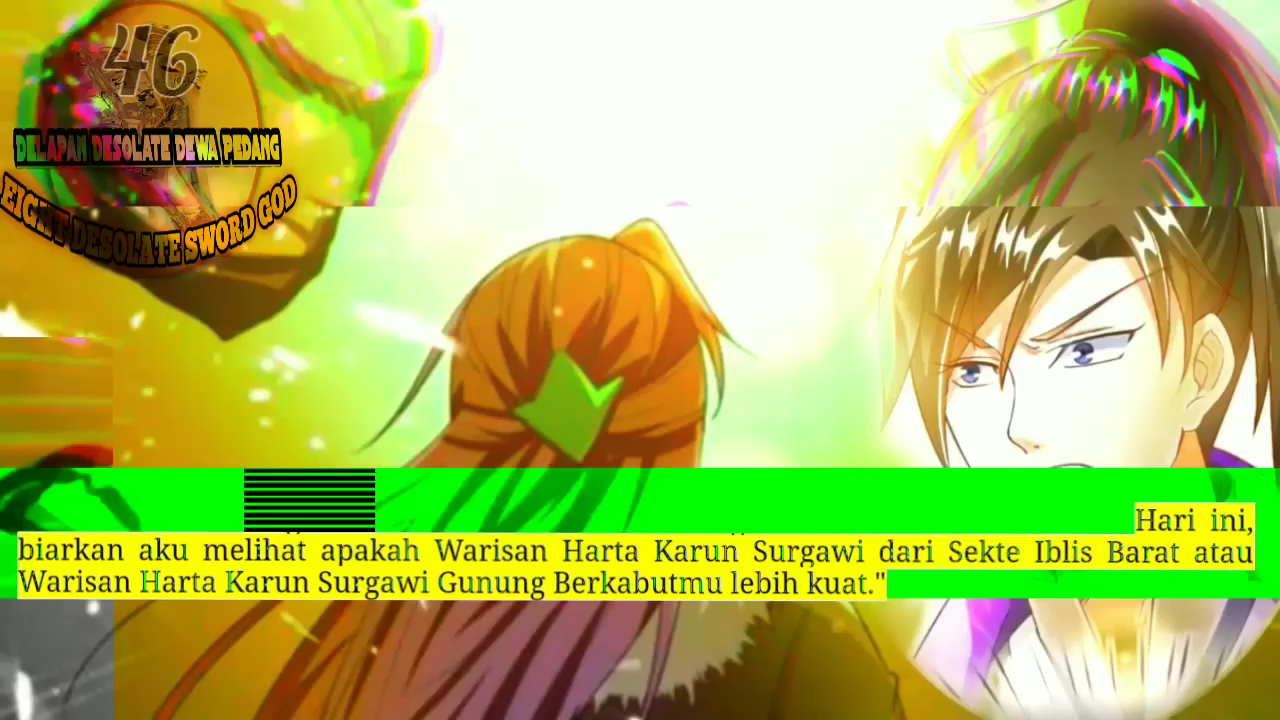 46
DELAPAN DESOLATE DEWA PEDANG
EIGHT DESOLATE SWORD GOD
Hari ini,
biarkan aku melihat apakah Warisan Harta Karun Surgawi dari Sekte Iblis Barat atau
Warisan Harta Karun Surgawi Gunung Berkabutmu lebih kuat."